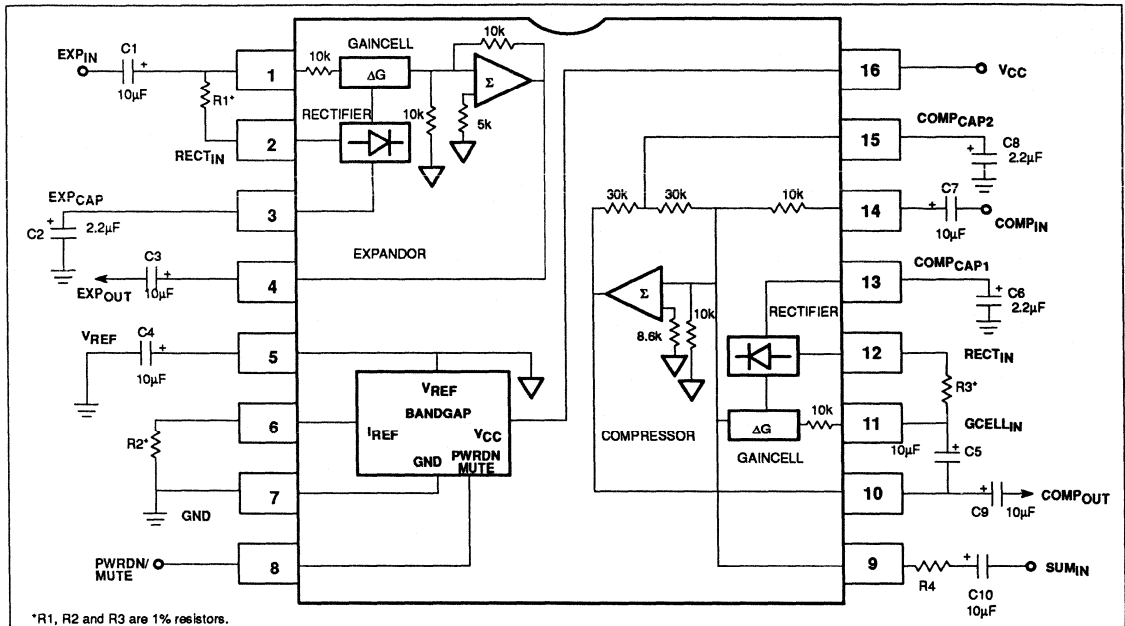 EXPIN
C1
+
10µF
R1*
1
RECTIN
2
EXPCAP
+
C2
2.2µF
3
C3
+
EXPOUT
10µF
4
VREF
C4
+
10µF
5
R2*
6
7
GND
PWRDN/
MUTE
8
10k
GAINCELL
ΔG
10k
Σ
RECTIFIER
10k
5k
EXPANDOR
VREF
BANDGAP
IREF
VCC
GND
PWRDN
MUTE
30k
30k
10k
Σ
8.6k
10k
RECTIFIER
COMPRESSOR
ΔG
10k
GAINCELL
16
VCC
15
COMPCAP2
+
C8
2.2µF
14
C7
+
10µF
COMPIN
13
COMPCAP1
+
C6
2.2µF
12
RECTIN
R3*
11
GCELLIN
10µF
+
C5
10
+
C9
10µF
COMPOUT
9
R4
+
C10
10µF
SUMIN
*R1, R2 and R3 are 1% resistors.